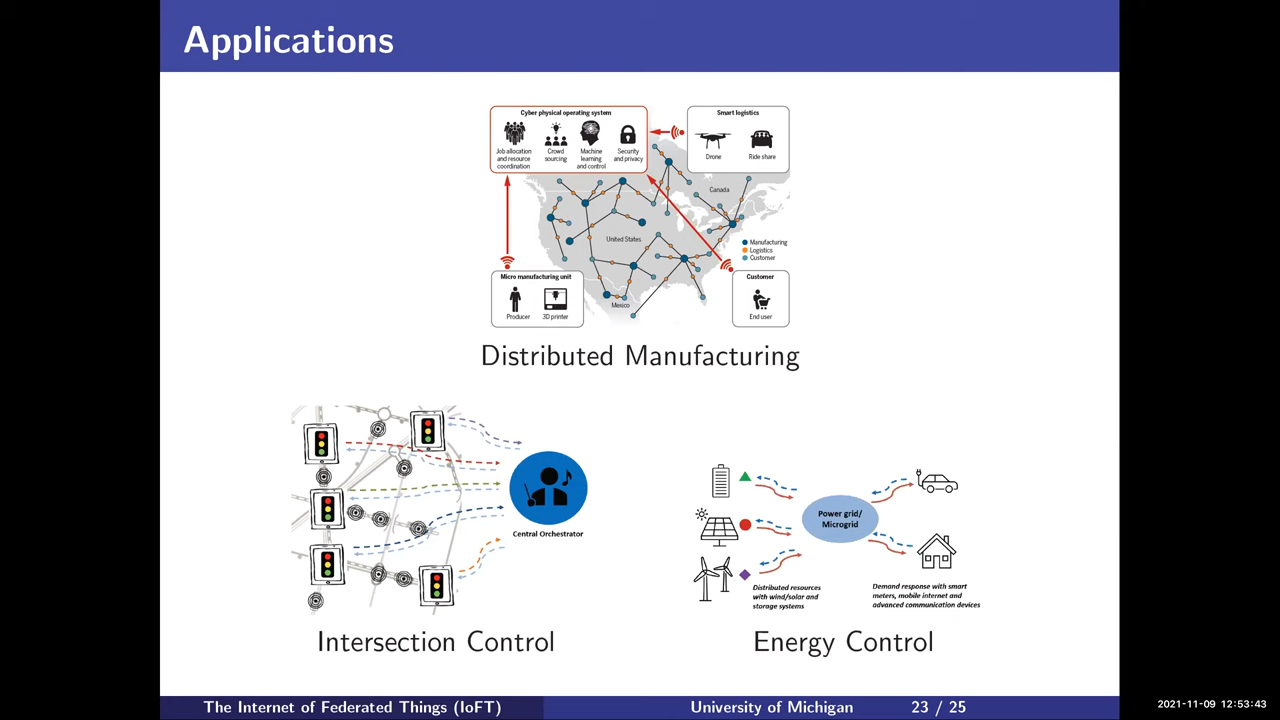 Applications
Cyber physical operating system
Job allocation
and resource
coordination
Crowd
sourcing
Machine
learning
and control
Security
and privacy
Smart logistics
Drone
Ride share
Canada
United States
Mexico
Manufacturing
Logistics
Customer
Micro manufacturing unit
Producer
3D printer
Customer
End user
Distributed Manufacturing
Central Orchestrator
Intersection Control
Power grid/
Microgrid
Distributed resources
with wind/solar and
storage systems
Demand response with smart
meters, mobile internet and
advanced communication devices
Energy Control
The Internet of Federated Things (IoFT)
University of Michigan
23 / 25
2021-11-09 12:53:43